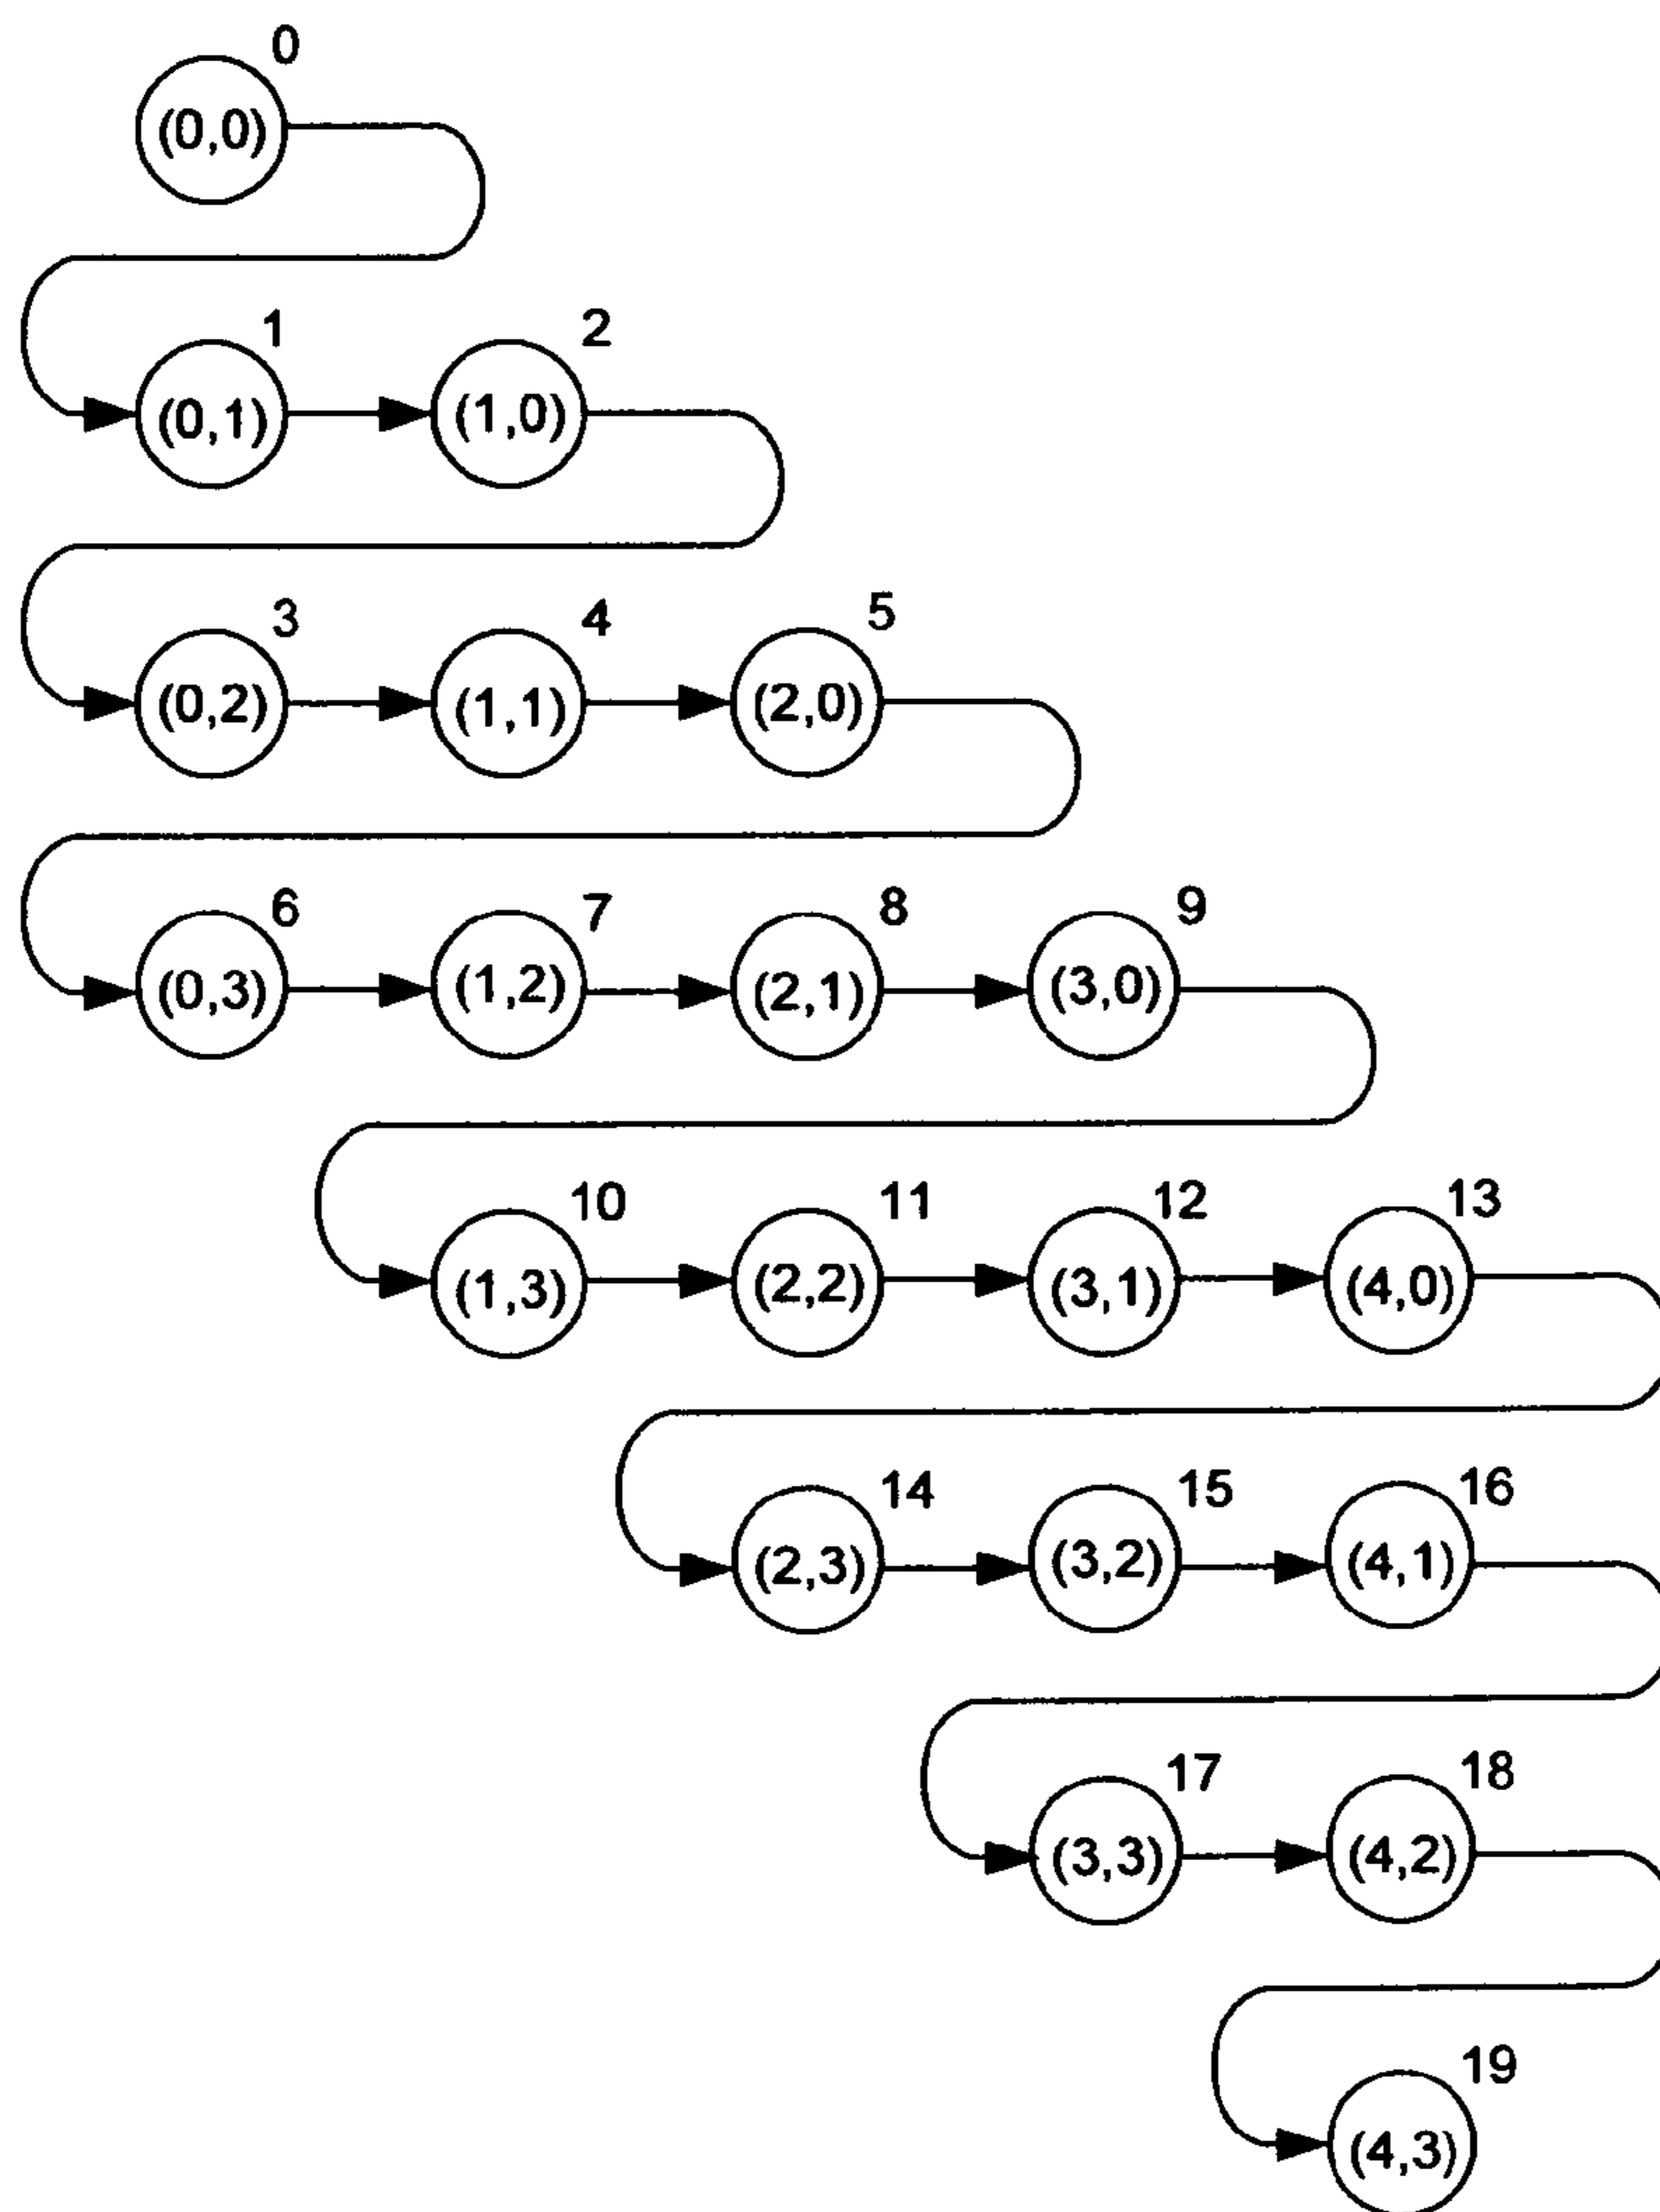 0
(0,0)
1 2
(0,1) (1,0)
3 4 5
(0,2) (1,1) (2,0)
6 7 8 9
(0,3) (1,2) (2,1) (3,0)
10 11 12 13
(1,3) (2,2) (3,1) (4,0)
14 15 16
(2,3) (3,2) (4,1)
17 18
(3,3) (4,2)
19
(4,3)